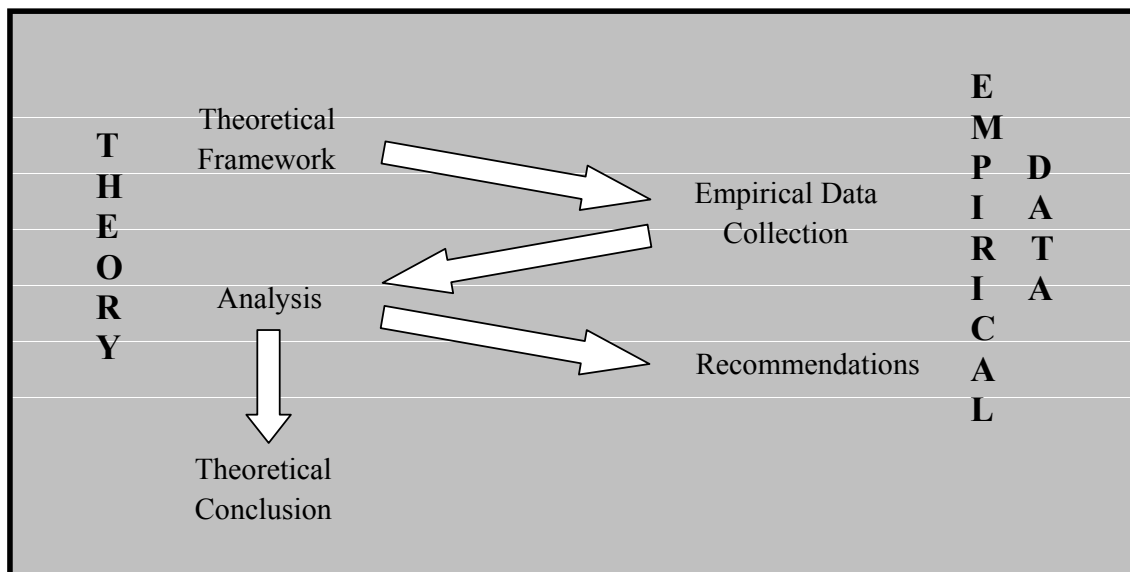 THEORY
Theoretical
Framework
Empirical Data
Collection
Analysis
Recommendations
Theoretical
Conclusion
EMPIRICAL
DATA